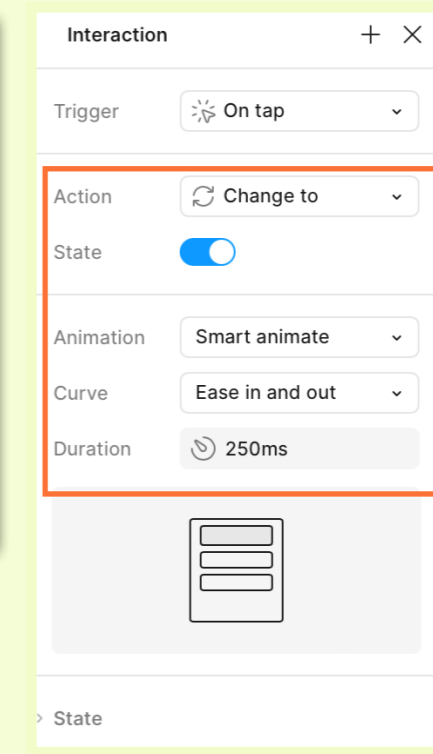 Interaction
Trigger On tap
Action Change to
State
Animation Smart animate
Curve Ease in and out
Duration 250ms
State